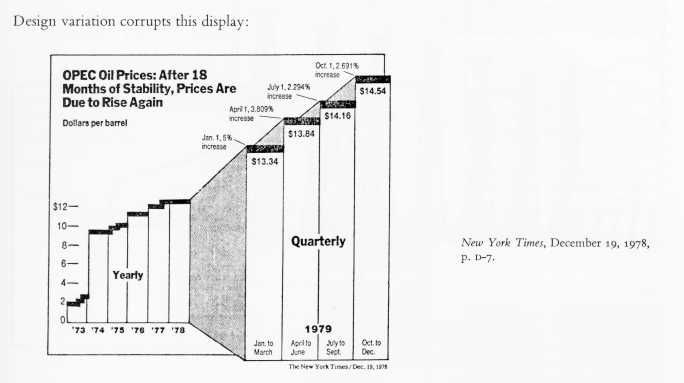 Design variation corrupts this display:
OPEC Oil Prices: After 18
Months of Stability, Prices Are
Due to Rise Again
Dollars per barrel
Oct. 1, 2.691%
increase
July 1, 2.294%
increase
April 1, 3.809%
increase
Jan. 1, 5%
increase
$14.54
$14.16
$13.84
$13.34
$12
10
8
6
4
2
0
Yearly
Quarterly
'73 '74 '75 '76 '77 '78
1979
Jan. to
March
April to
June
July to
Sept.
Oct. to
Dec.
The New York Times / Dec. 19, 1978
New York Times, December 19, 1978,
p. D-7.